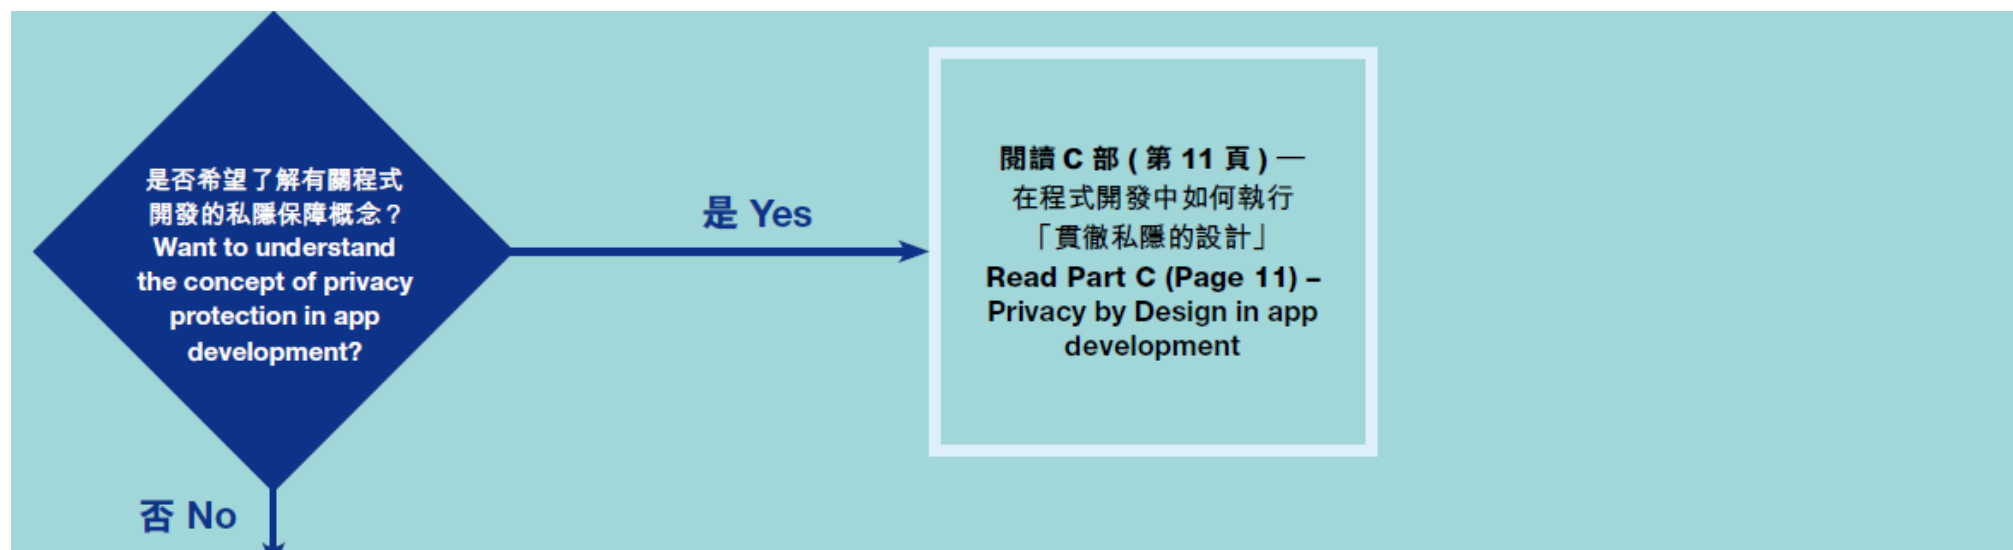 是否希望了解有關程式
開發的私隱保障概念？
Want to understand
the concept of privacy
protection in app
development?
是 Yes
閱讀 C 部 ( 第 11 頁 ) —
在程式開發中如何執行
「貫徹私隱的設計」
Read Part C (Page 11) –
Privacy by Design in app
development
否 No